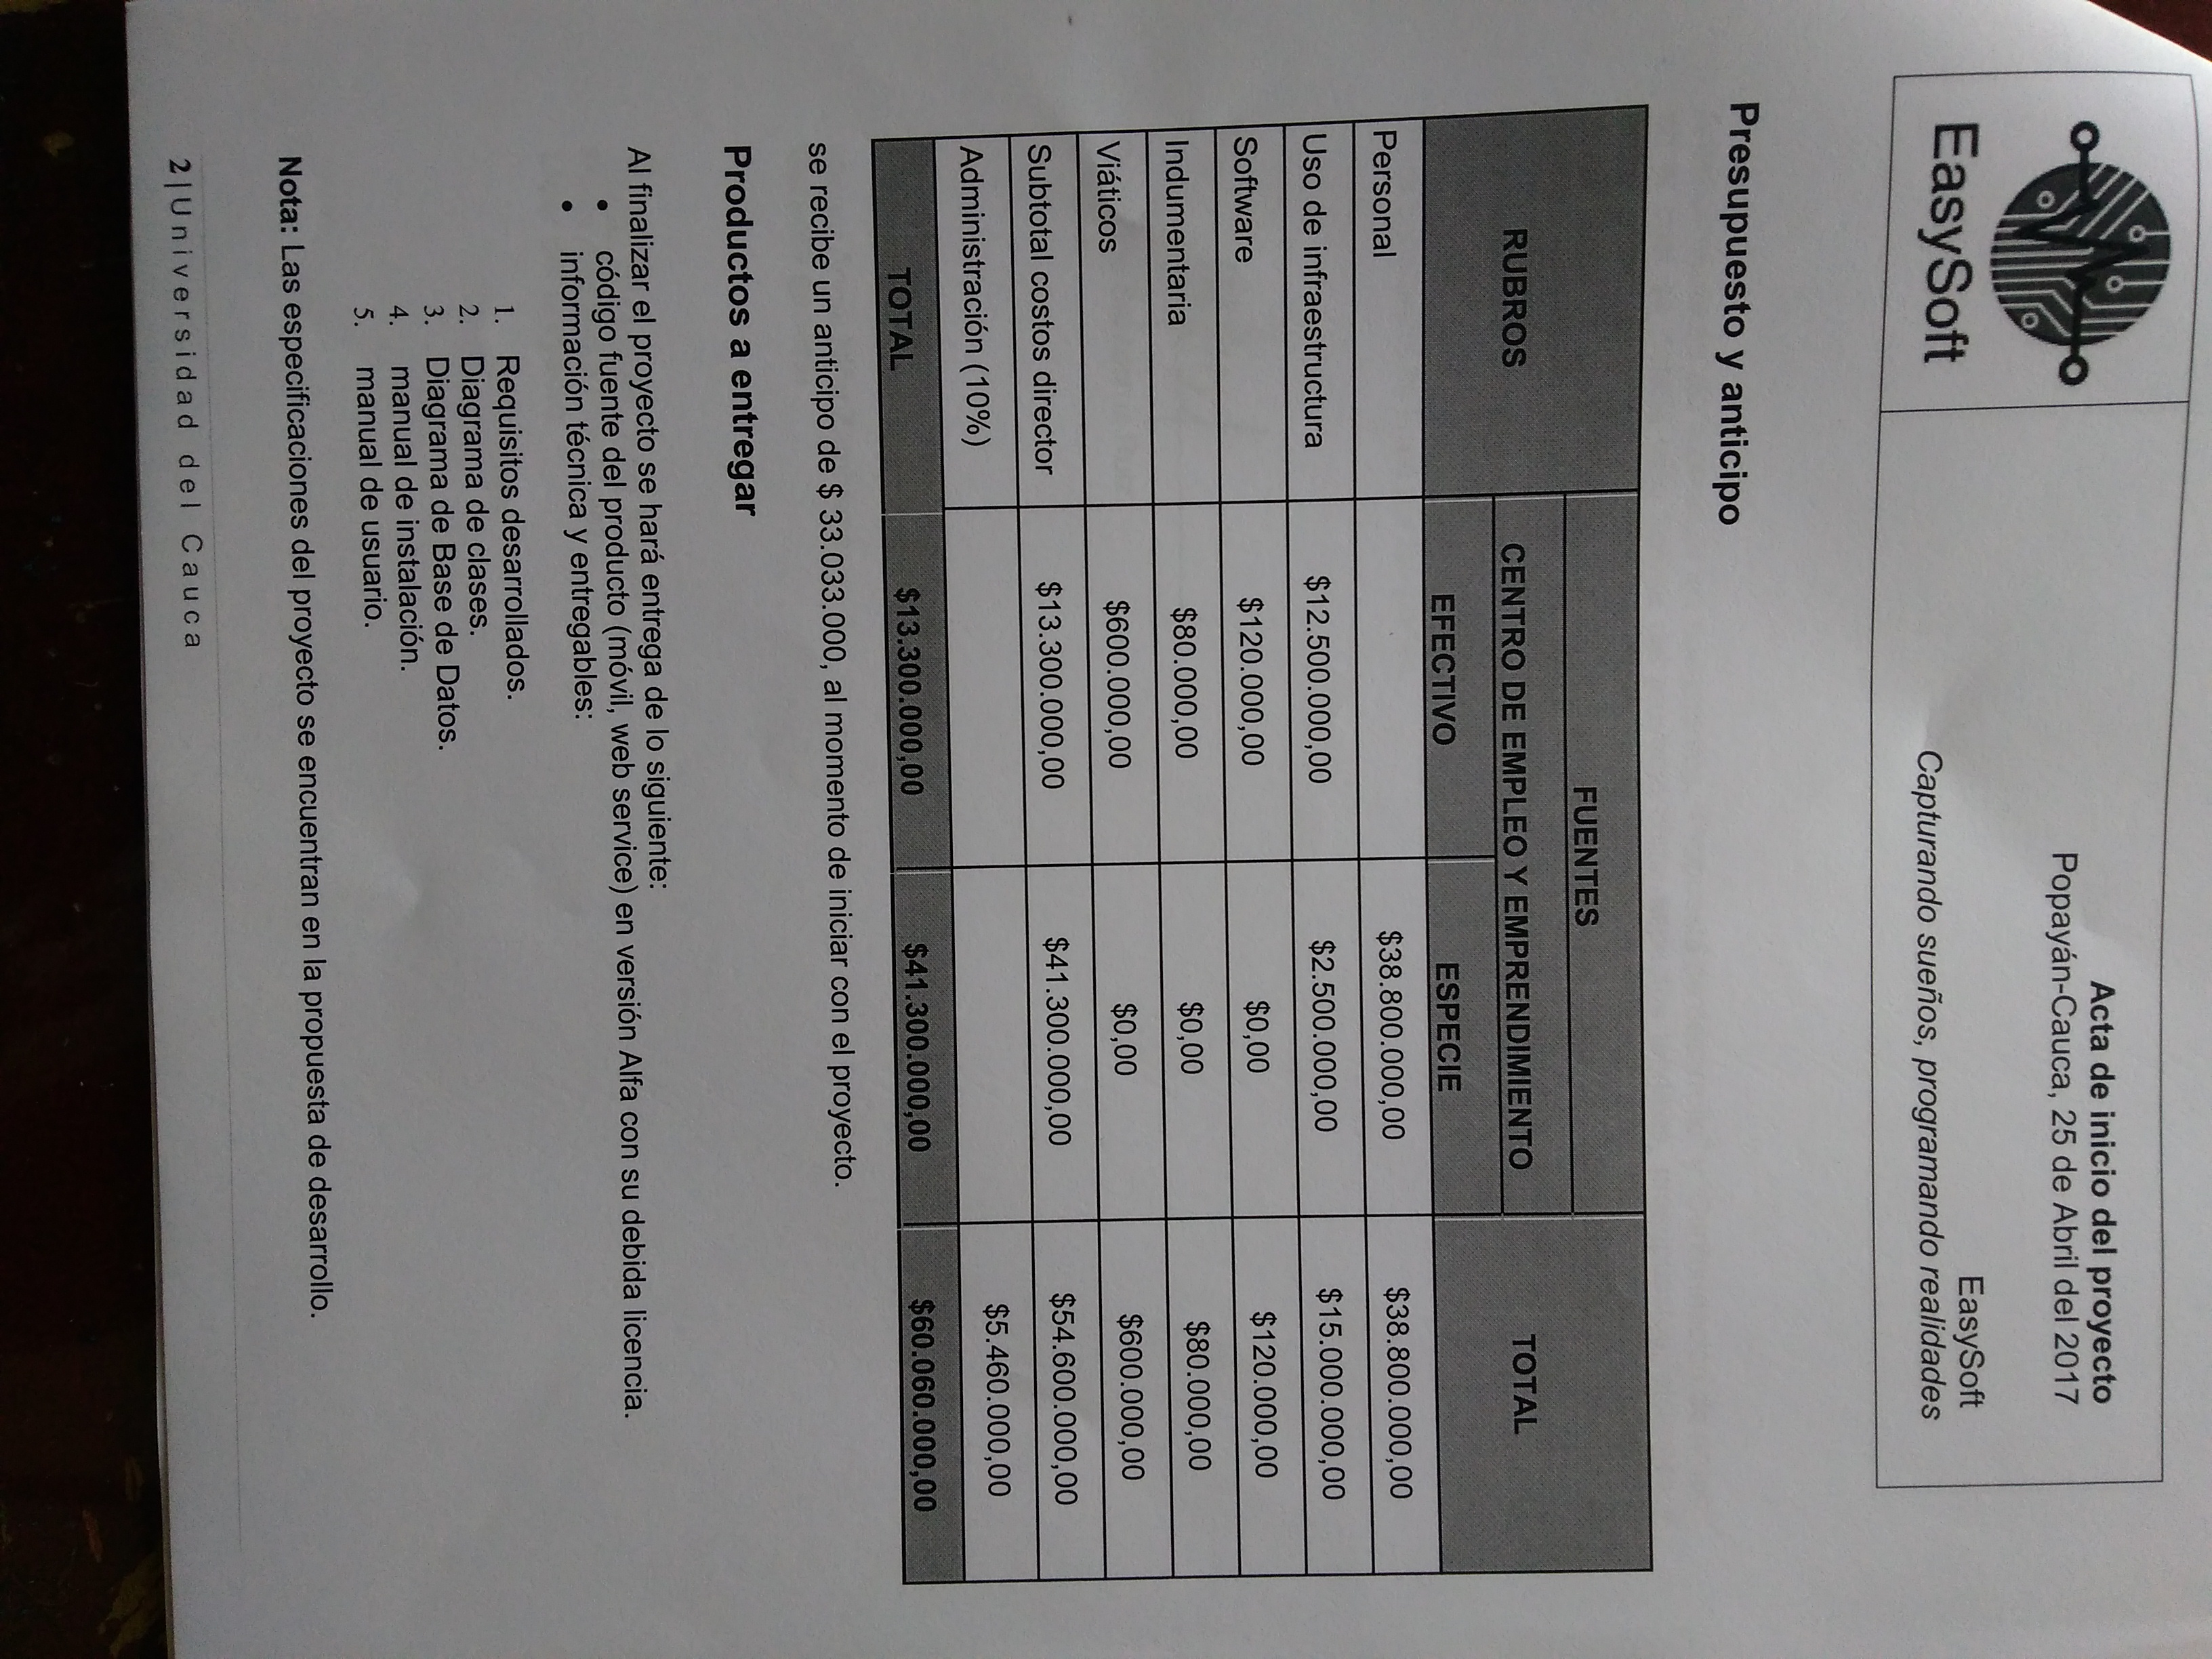 EasySoft
Acta de inicio del proyecto
Popayán-Cauca, 25 de Abril del 2017
EasySoft
Capturando sueños, programando realidades
Presupuesto y anticipo
RUBROS
FUENTES
CENTRO DE EMPLEO Y EMPRENDIMIENTO
EFECTIVO ESPECIE
TOTAL
Personal $38.800.000,00 $38.800.000,00
Uso de infraestructura $12.500.000,00 $2.500.000,00 $15.000.000,00
Software $120.000,00 $0,00 $120.000,00
Indumentaria $80.000,00 $0,00 $80.000,00
Viáticos $600.000,00 $0,00 $600.000,00
Subtotal costos director $13.300.000,00 $41.300.000,00 $54.600.000,00
Administración (10%) $5.460.000,00
TOTAL $13.300.000,00 $41.300.000,00 $60.060.000,00
se recibe un anticipo de $ 33.033.000, al momento de iniciar con el proyecto.
Productos a entregar
Al finalizar el proyecto se hará entrega de lo siguiente:
• código fuente del producto (móvil, web service) en versión Alfa con su debida licencia.
• información técnica y entregables:
1. Requisitos desarrollados.
2. Diagrama de clases.
3. Diagrama de Base de Datos.
4. manual de instalación.
5. manual de usuario.
Nota: Las especificaciones del proyecto se encuentran en la propuesta de desarrollo.
2|Universidad del Cauca